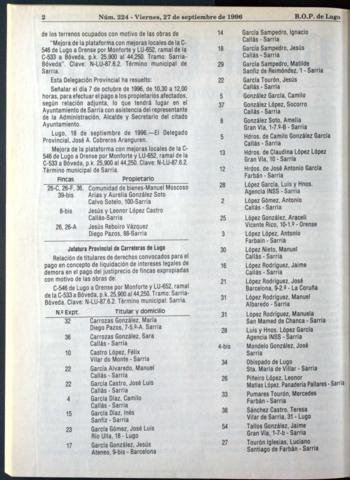 2 Núm. 224 - Viernes, 27 de septiembre de 1996 B.O.P. de Lugo
de los terrenos ocupados con motivo de las obras de
"Mejora de la plataforma con mejoras locales de la C-
546 de Lugo a Orense por Monforte y LU-652, ramal de la
C-533 a Bóveda, p.k. 25.900 al 44.250. Tramo: Sarria-
Bóveda". Clave: N-LU-87.6.2. Término municipal de
Sarria.
Esta Delegación Provincial ha resuelto:
Señalar el día 7 de octubre de 1996, de 10,30 a 12,00
horas, para efectuar el pago a los propietarios afectados,
según relación adjunta, lo que tendrá lugar en el
Ayuntamiento de Sarria con asistencia del representante
de la Administración, Alcalde y Secretario del citado
Ayuntamiento.
Lugo, 18 de septiembre de 1996.—El Delegado
Provincial, José A. Cobreros Aranguren.
Mejora de la plataforma con mejoras locales de la C-
546 de Lugo a Orense por Monforte y LU-652, ramal de la
C-533 a Bóveda, p.k. 25.900 al 44.250. Clave: N-LU-87.6.2.
Término municipal de Sarria.
Fincas Propietario
26-C, 26-F, 36, Comunidad de bienes-Manuel Moscoso
39-bis Arias y Aurelia González Soto
Calvo Sotelo, 100-Sarria
8-bis Jesús y Leonor López Castro
Callás-Sarria
26, 26-A Jesús Reboiro Vázquez
Diego Pazos, 88-Sarria
Jefatura Provincial de Carreteras de Lugo
Relación de titulares de derechos convocados para el
pago en concepto de liquidación de intereses legales de
demora en el pago del justiprecio de fincas expropiadas
con motivo de las obras de:
C-546 de Lugo a Orense por Monforte y LU-652, ramal
de la C-533 a Bóveda, p.k. 25.900 al 44.250. Tramo: Sarria-
Bóveda. Clave: N-LU-87.6.2. Término municipal: Sarria.
N.º Expt. Titular y domicilio
32 Carrozas González, María
Diego Pazos, 7-5.º-A. Sarria
36 Carrozas González, Sara
Callás - Sarria
10 Castro López, Félix
Vilar do Monte - Sarria
22 García Alvarado, Manuel
Callás - Sarria
22 García Castro, José Luis
Callás - Sarria
4 García Díaz, Camilo
Callás - Sarria
15 García Díaz, Inés
Sanfiz - Sarria
23 García Gómez, José Luis
Río Ulla, 18 - Lugo
17 García González, Jesús
Ateneo, 9-bis - Barcelona
14 García Sampedro, Ignacio
Callás - Sarria
18 García Sampedro, Jesús
Callás - Sarria
29 García Sampedro, Matilde
Sanfiz de Reimóndez, 1 - Sarria
22 García Tourón, Jesús
Callás - Sarria
5 González García, Camilo
37 González López, Socorro
Callás - Sarria
8 González Soto, Amelia
Gran Vía, 1-7.º-B - Sarria
5 Hdros. de Camilo González García
Callás - Sarria
13 Hdros. de Claudina López López
Gran Vía, 10 - Sarria
12 Hrdos. de José Antonio García
Farbán - Sarria
28 López García, Luis y Hnos.
Agencia INSS - Sarria
2 López Gómez, Antonio
Callás - Sarria
25 López González, Araceli
Vicente Rico, 10-1.º - Orense
3 López López, Antonio
Farbain - Sarria
30 López Nieto, Manuel
Callás - Sarria
16 López Rodríguez, Jaime
Callás - Sarria
21 López Rodríguez, José
Barcelona, 9-2.º - La Coruña
31 López Rodríguez, Manuel
Albaredo - Sarria
31 López Rodríguez, Manuela
San Mamed de Chanca - Sarria
28 Luis y Hnos. López García
Agencia INSS - Sarria
4-bis Mondelo González, José
Sarria
34 Obispado de Lugo
Sta. María de Villar - Sarria
26 Piñeiro López, Leonor
Matías López, Panadería Pallares - Sarria
33 Pumares Tourón, Mercedes
Farbán - Sarria
38 Sánchez Castro, Teresa
Vilar de Sarria, 31 - Lugo
54 Tallos González, Jaime
Gran Vía, 1-7-b - Sarria
27 Tourón Iglesias, Luciano
Santiago de Farbán - Sarria